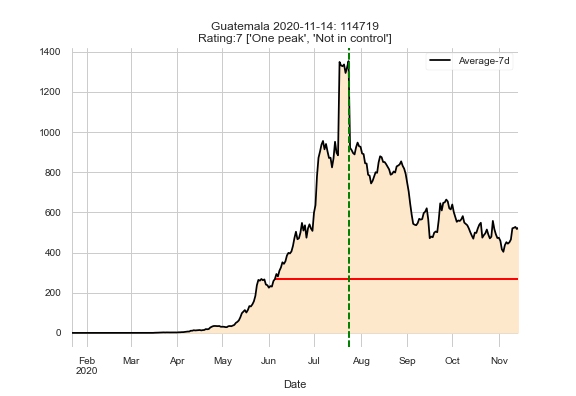 Guatemala 2020-11-14: 114719
Rating:7 ['One peak', 'Not in control']
1400
1200
1000
800
600
400
200
0
Average-7d
Feb
2020
Mar
Apr
May
Jun
Jul
Aug
Sep
Oct
Nov
Date